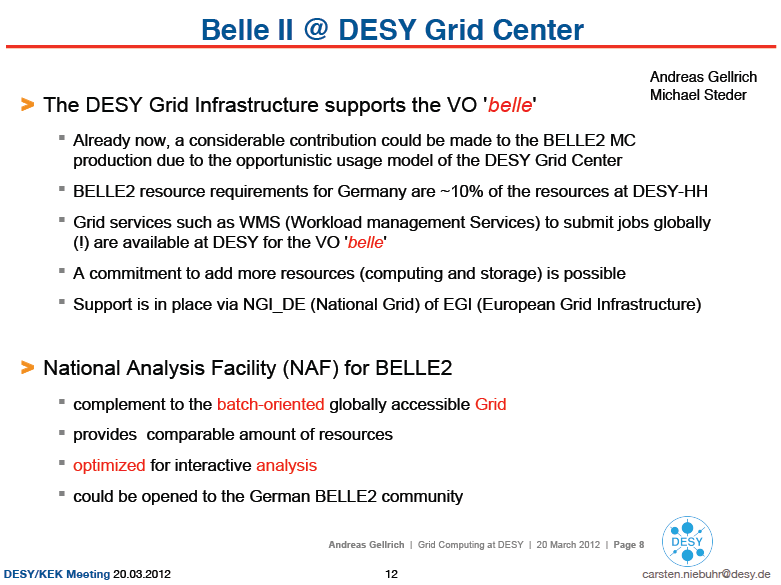 Belle II @ DESY Grid Center
Andreas Gellrich
Michael Steder
> The DESY Grid Infrastructure supports the VO 'belle'
▪ Already now, a considerable contribution could be made to the BELLE2 MC
production due to the opportunistic usage model of the DESY Grid Center
▪ BELLE2 resource requirements for Germany are ~10% of the resources at DESY-HH
▪ Grid services such as WMS (Workload management Services) to submit jobs globally
(!) are available at DESY for the VO 'belle'
▪ A commitment to add more resources (computing and storage) is possible
▪ Support is in place via NGI_DE (National Grid) of EGI (European Grid Infrastructure)
> National Analysis Facility (NAF) for BELLE2
▪ complement to the batch-oriented globally accessible Grid
▪ provides  comparable amount of resources
▪ optimized for interactive analysis
▪ could be opened to the German BELLE2 community
Andreas Gellrich | Grid Computing at DESY | 20 March 2012 | Page 8
DESY
DESY/KEK Meeting 20.03.2012
12
carsten.niebuhr@desy.de